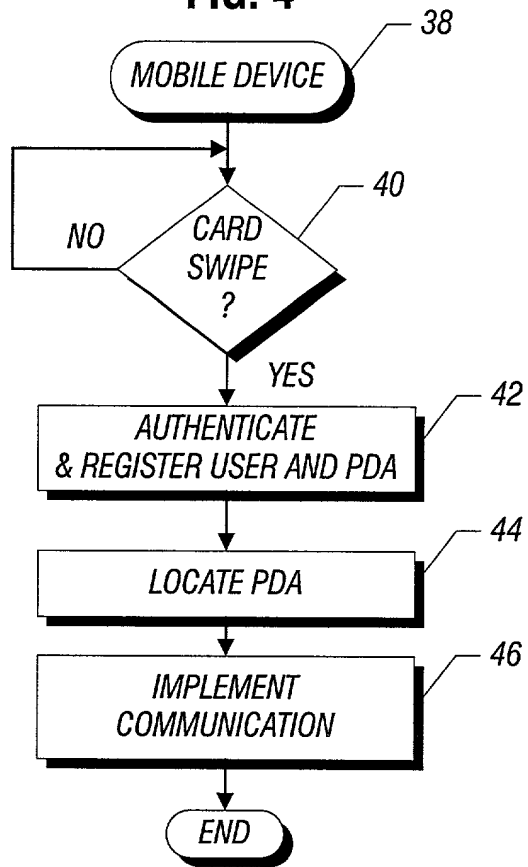 FIG. 4
38
MOBILE DEVICE
40
NO
CARD
SWIPE
?
YES
42
AUTHENTICATE
& REGISTER USER AND PDA
44
LOCATE PDA
46
IMPLEMENT
COMMUNICATION
END